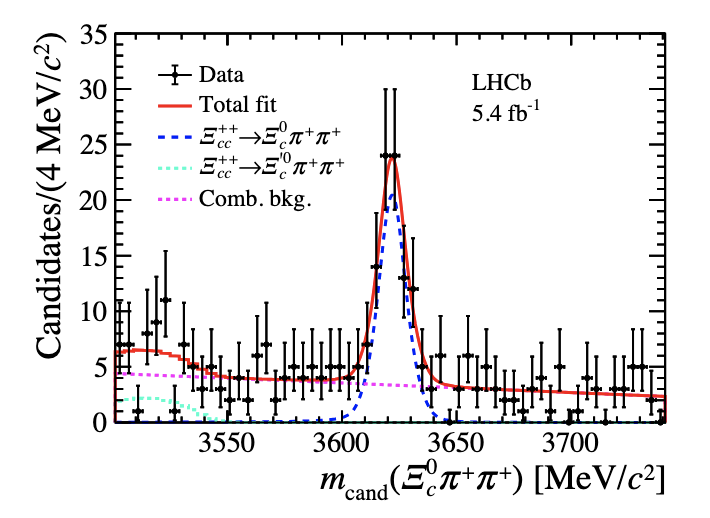 Candidates/(4 MeV/c²)
35
30
25
20
15
10
5
0
Data
Total fit
Ξcc⁺⁺→Ξc⁰π⁺π⁺
Ξcc⁺⁺→Ξc′⁰π⁺π⁺
Comb. bkg.
LHCb
5.4 fb⁻¹
3550 3600 3650 3700
mcand(Ξc⁰π⁺π⁺) [MeV/c²]